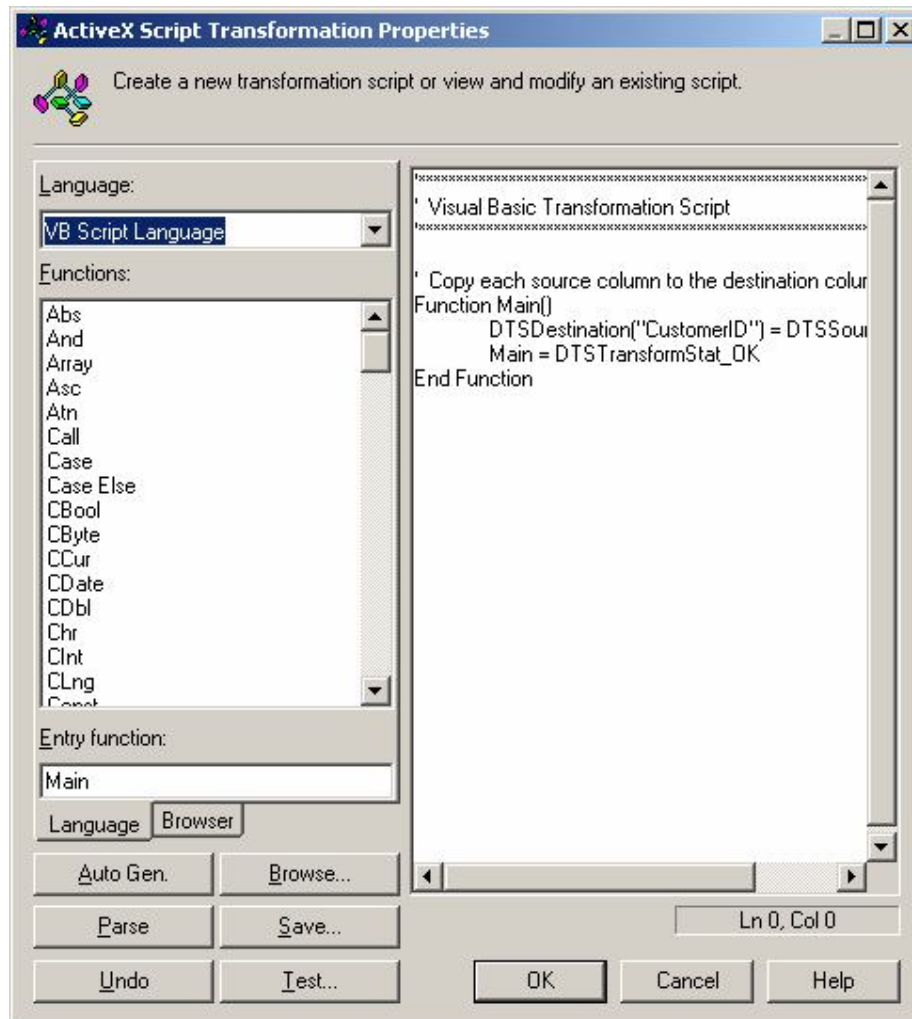 ActiveX Script Transformation Properties
Create a new transformation script or view and modify an existing script.
Language:
VB Script Language
Functions:
Abs
And
Array
Asc
Atn
Call
Case
Case Else
CBool
CByte
CCur
CDate
CDbl
Chr
CInt
CLng
Const
Entry function:
Main
Language Browser
Auto Gen. Browse...
Parse Save...
Undo Test...
' Visual Basic Transformation Script
' Copy each source column to the destination colur
Function Main()
DTSDestination("CustomerID") = DTSSour
Main = DTSTransformStat_OK
End Function
Ln 0, Col 0
OK Cancel Help